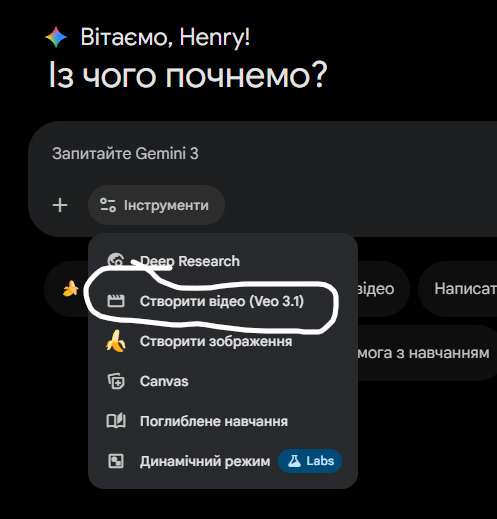 Вітаємо, Henry!
Із чого почнемо?
Запитайте Gemini 3
Інструменти
Deep Research
Створити відео (Veo 3.1)
відео
Написат
Створити зображення
мога з навчанням
Canvas
Поглиблене навчання
Динамічний режим Labs